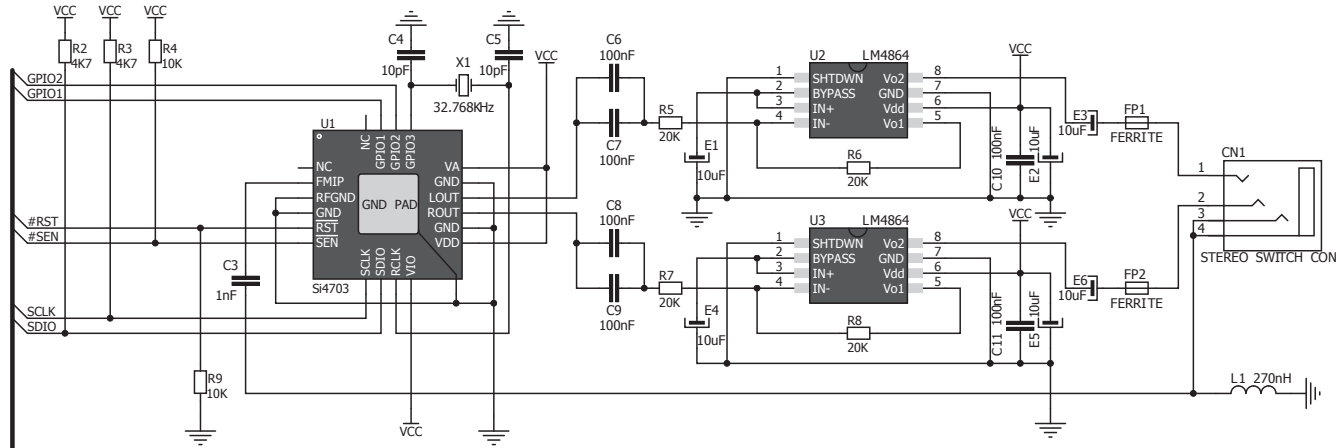 VCC VCC VCC
R2 4K7
R3 4K7
R4 10K
C4 10pF
C5 10pF
X1
32.768KHz
VCC
GPIO2
GPIO1
#RST
#SEN
SCLK
SDIO
U1
NC
GPIO1
GPIO2
GPIO3
NC
FMIP
RFGND
GND
RST
SEN
VA
GND
LOUT
ROUT
GND
VDD
GND PAD
SCLK
SDIO
RCLK
VIO
Si4703
C3
1nF
R9
10K
VCC
C6
100nF
C7
100nF
R5
20K
C8
100nF
C9
100nF
R7
20K
U2 LM4864
1 SHTDWN Vo2 8
2 BYPASS GND 7
3 IN+ Vdd 6
4 IN- Vo1 5
E1
10uF
R6
20K
VCC
C10 100nF
E2 10uF
E3
10uF
FP1
FERRITE
U3 LM4864
1 SHTDWN Vo2 8
2 BYPASS GND 7
3 IN+ Vdd 6
4 IN- Vo1 5
E4
10uF
R8
20K
VCC
C11 100nF
E5 10uF
E6
10uF
FP2
FERRITE
CN1
1
2
3
4
STEREO SWITCH CON
L1 270nH